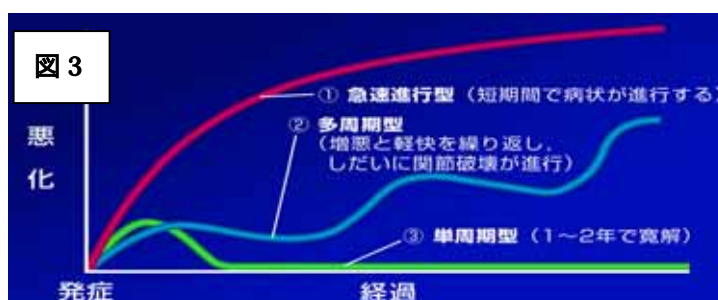 図3
① 急速進行型（短期間で病状が進行する）
② 多周期型
（増悪と軽快を繰り返し，
しだいに関節破壊が進行）
悪
化
③ 単周期型（1～2年で寛解）
発症
経過